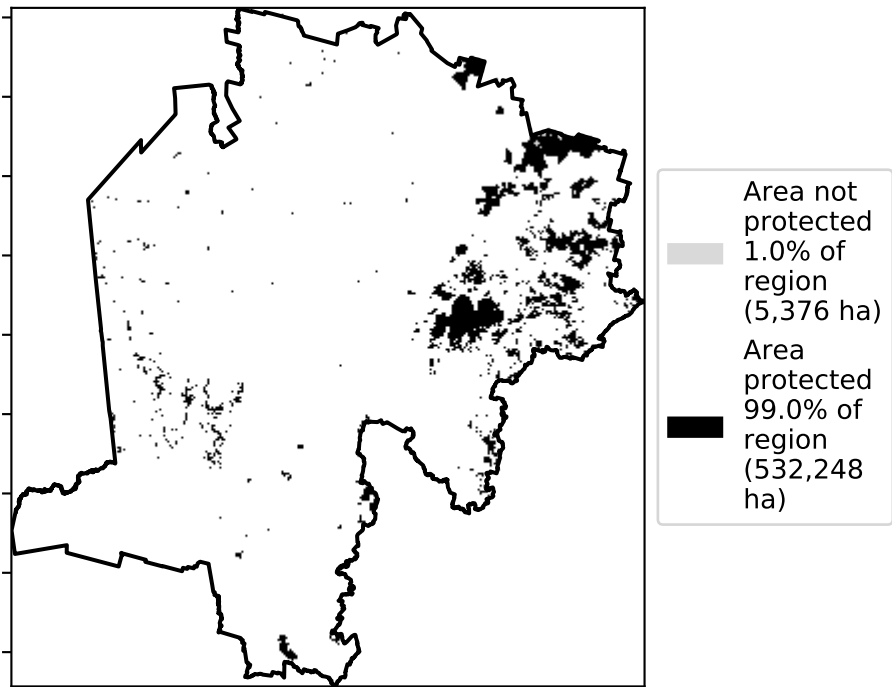 Area not
protected
1.0% of
region
(5,376 ha)
Area
protected
99.0% of
region
(532,248
ha)